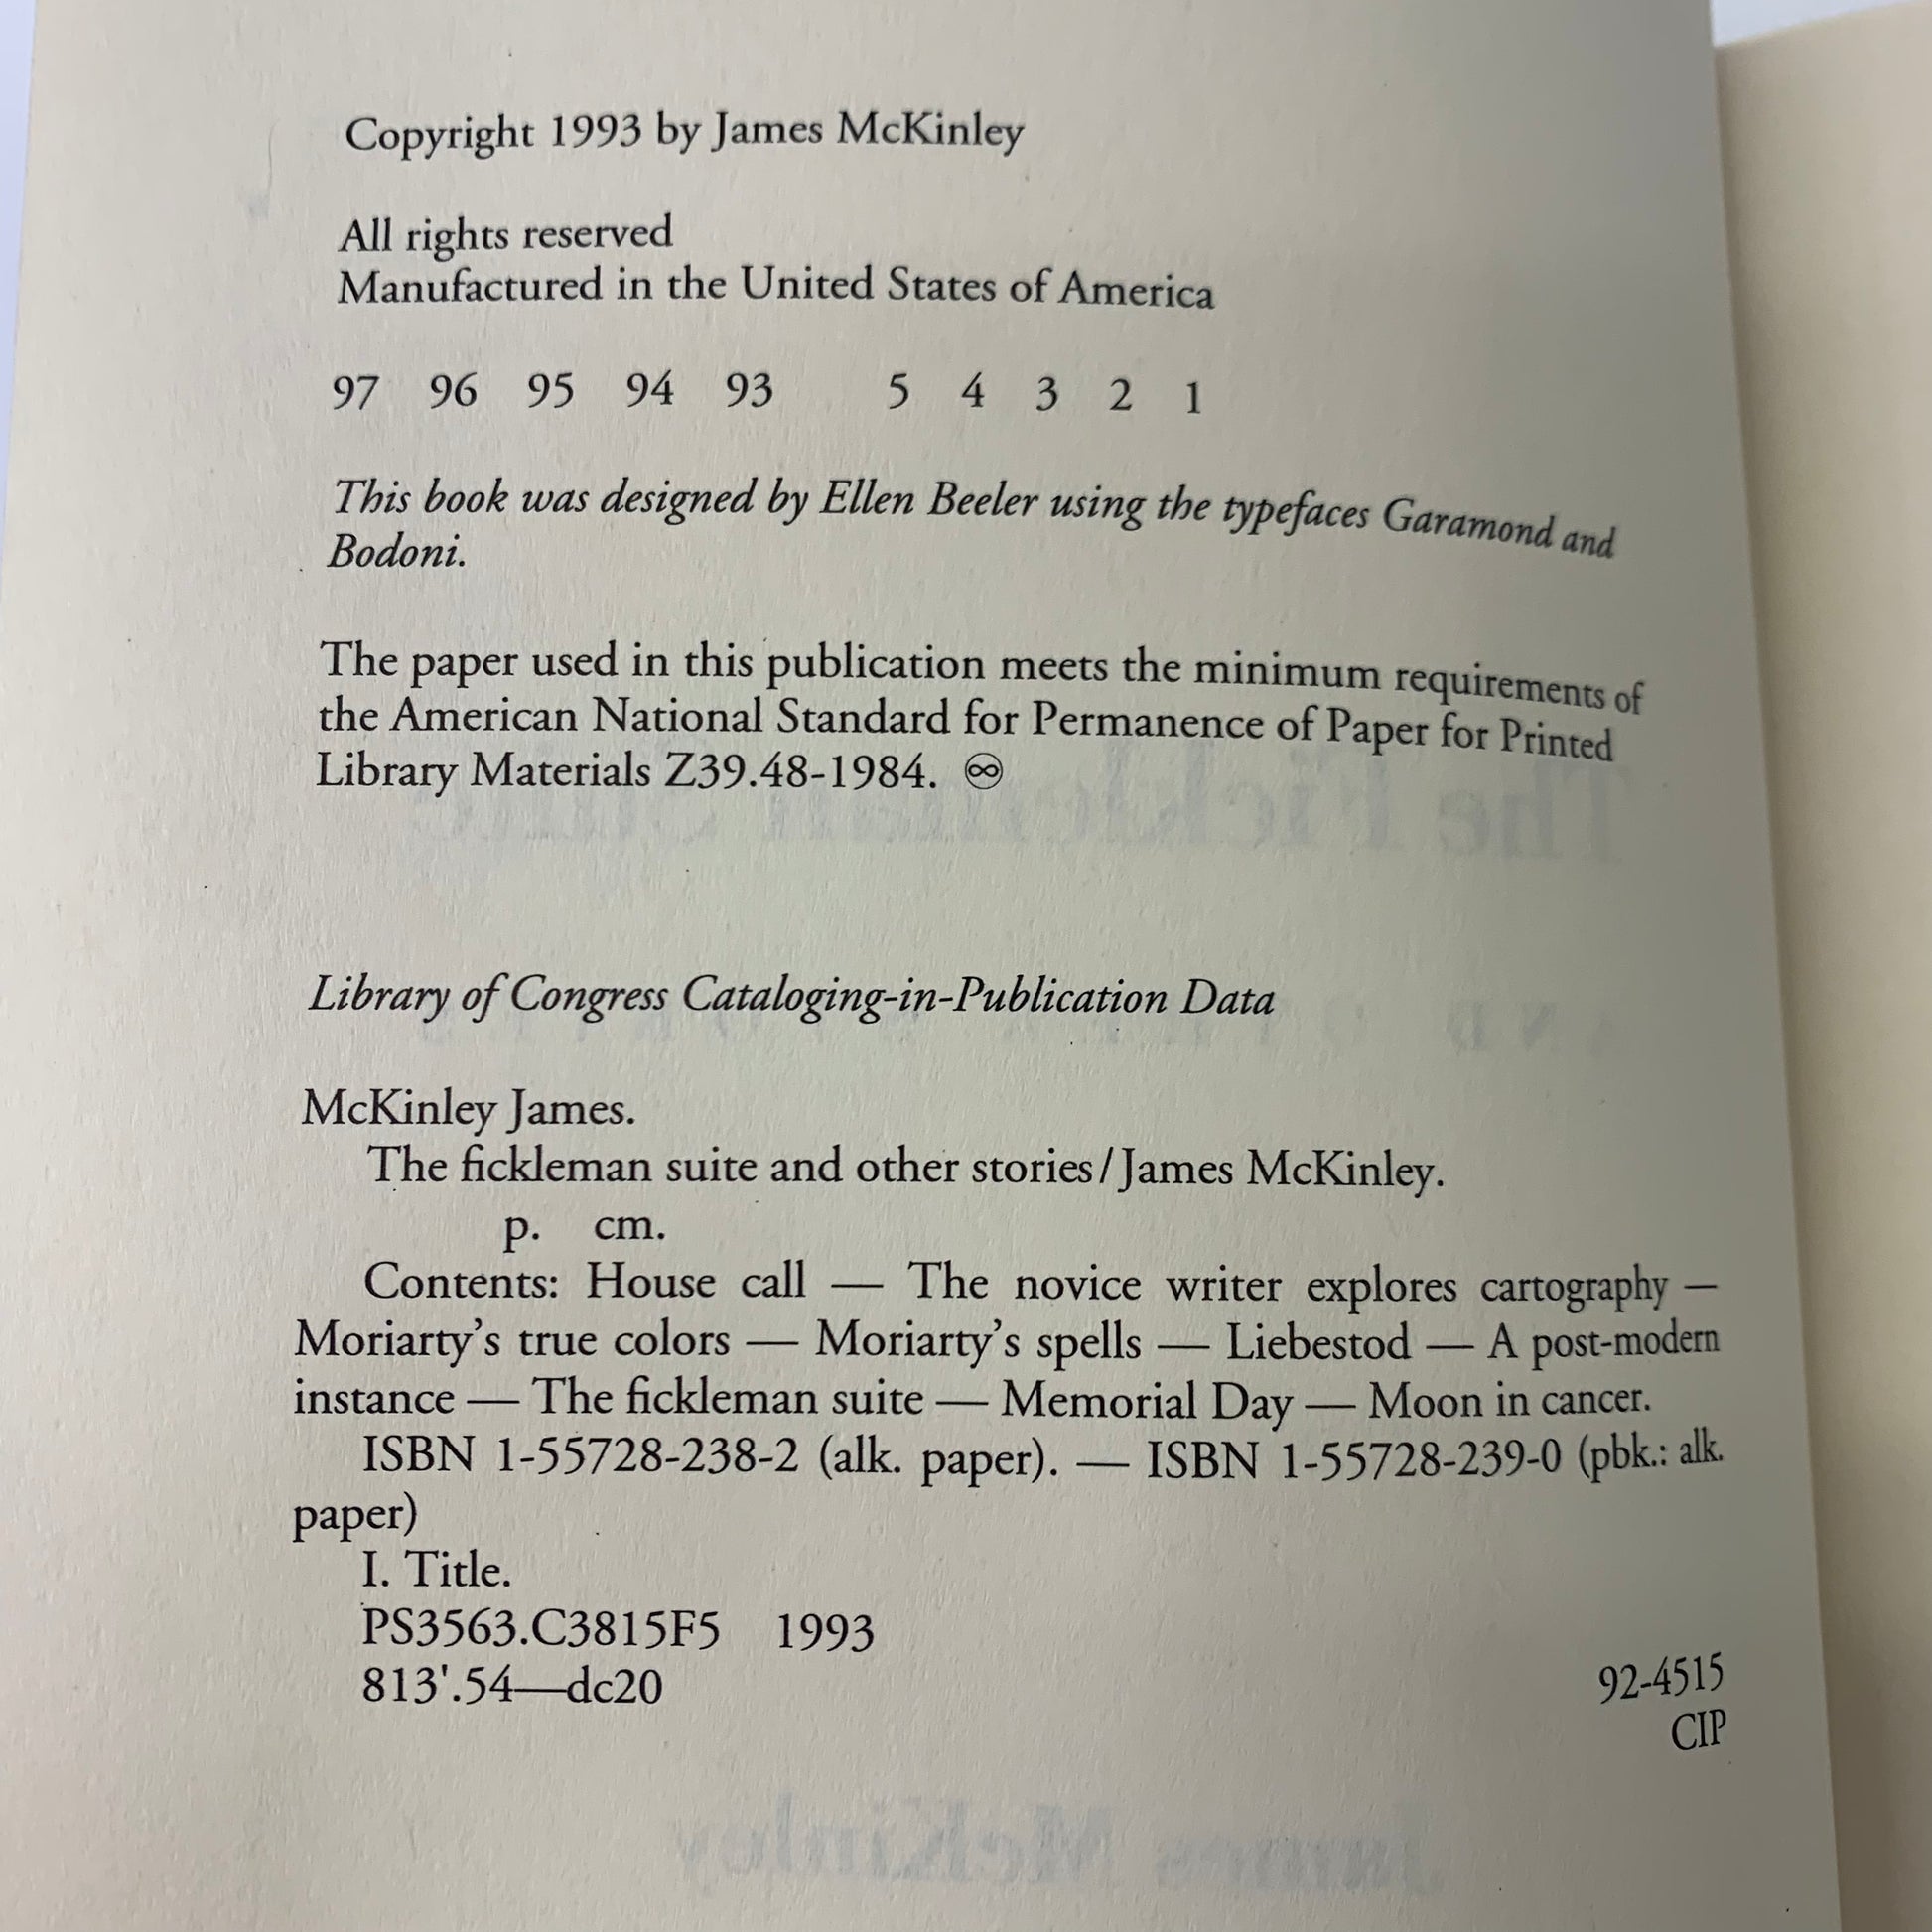 Copyright 1993 by James McKinley
All rights reserved
Manufactured in the United States of America
97 96 95 94 93 5 4 3 2 1
This book was designed by Ellen Beeler using the typefaces Garamond and
Bodoni.
The paper used in this publication meets the minimum requirements of
the American National Standard for Permanence of Paper for Printed
Library Materials Z39.48-1984. ♾
Library of Congress Cataloging-in-Publication Data
McKinley James.
The fickleman suite and other stories/James McKinley.
p. cm.
Contents: House call — The novice writer explores cartography —
Moriarty's true colors — Moriarty's spells — Liebestod — A post-modern
instance — The fickleman suite — Memorial Day — Moon in cancer.
ISBN 1-55728-238-2 (alk. paper). — ISBN 1-55728-239-0 (pbk.: alk.
paper)
I. Title.
PS3563.C3815F5 1993
813'.54—dc20
92-4515
CIP